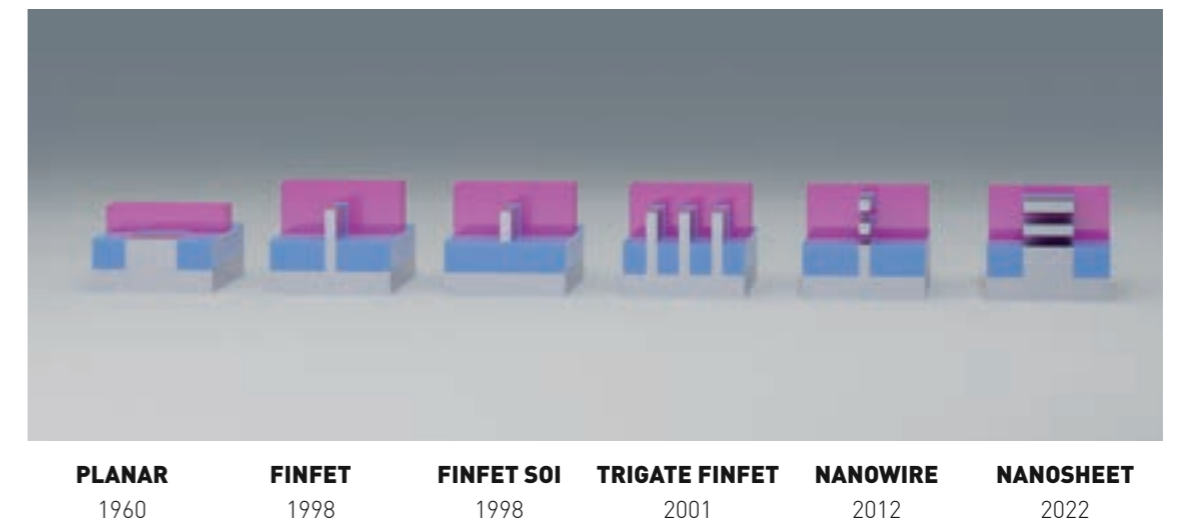 PLANAR FINFET FINFET SOI TRIGATE FINFET NANOWIRE NANOSHEET
1960 1998 1998 2001 2012 2022